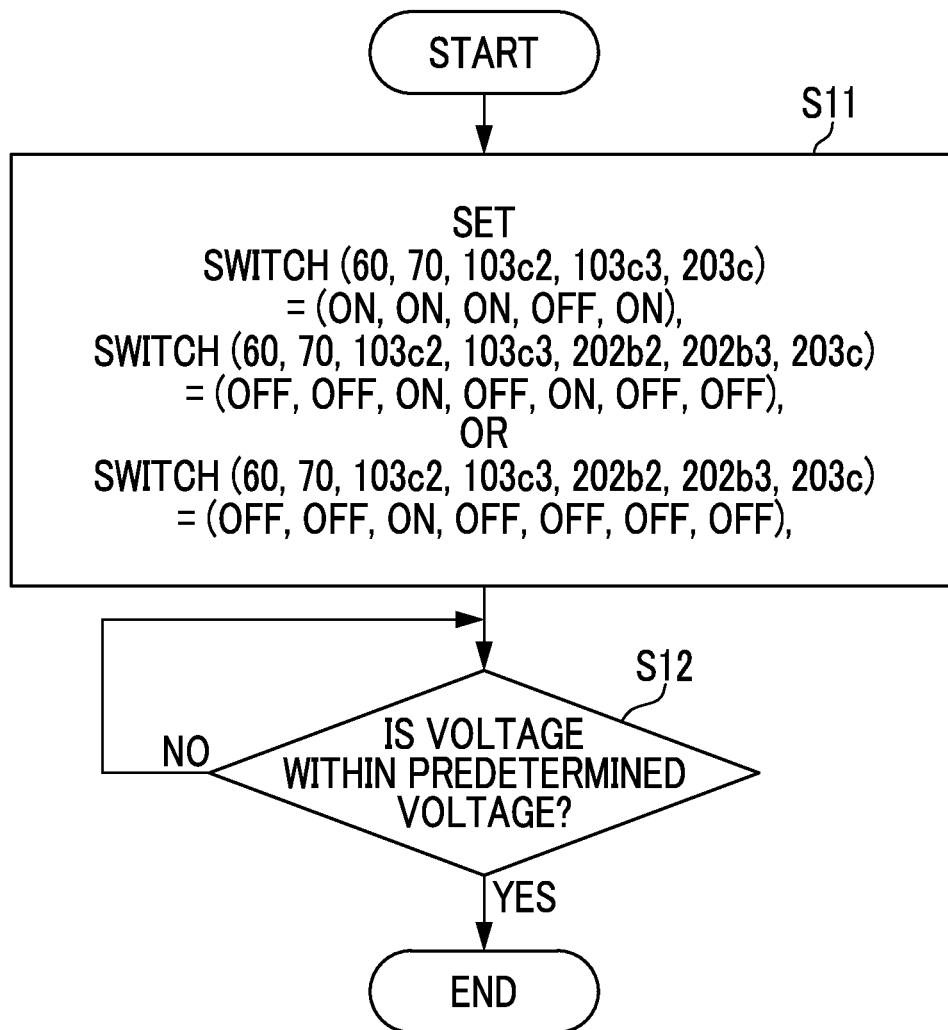 START
S11
SET
SWITCH (60, 70, 103c2, 103c3, 203c)
= (ON, ON, ON, OFF, ON),
SWITCH (60, 70, 103c2, 103c3, 202b2, 202b3, 203c)
= (OFF, OFF, ON, OFF, ON, OFF, OFF),
OR
SWITCH (60, 70, 103c2, 103c3, 202b2, 202b3, 203c)
= (OFF, OFF, ON, OFF, OFF, OFF, OFF),
S12
IS VOLTAGE
WITHIN PREDETERMINED
VOLTAGE?
NO
YES
END